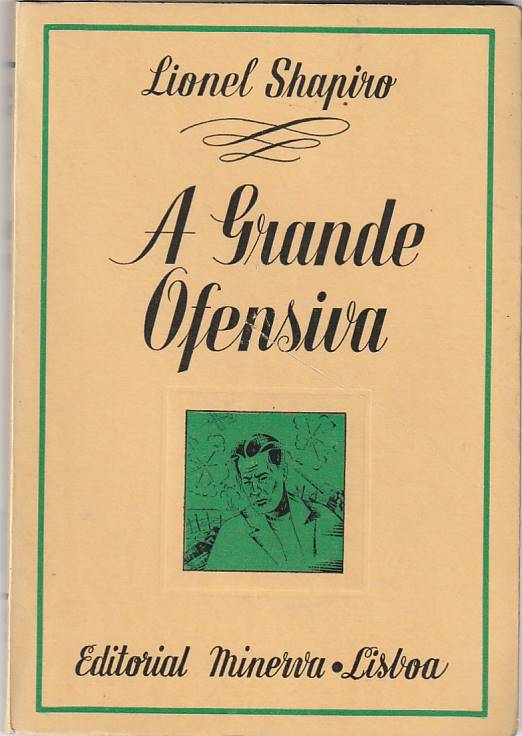 Lionel Shapiro
A Grande
Ofensiva
Editorial Minerva • Lisboa